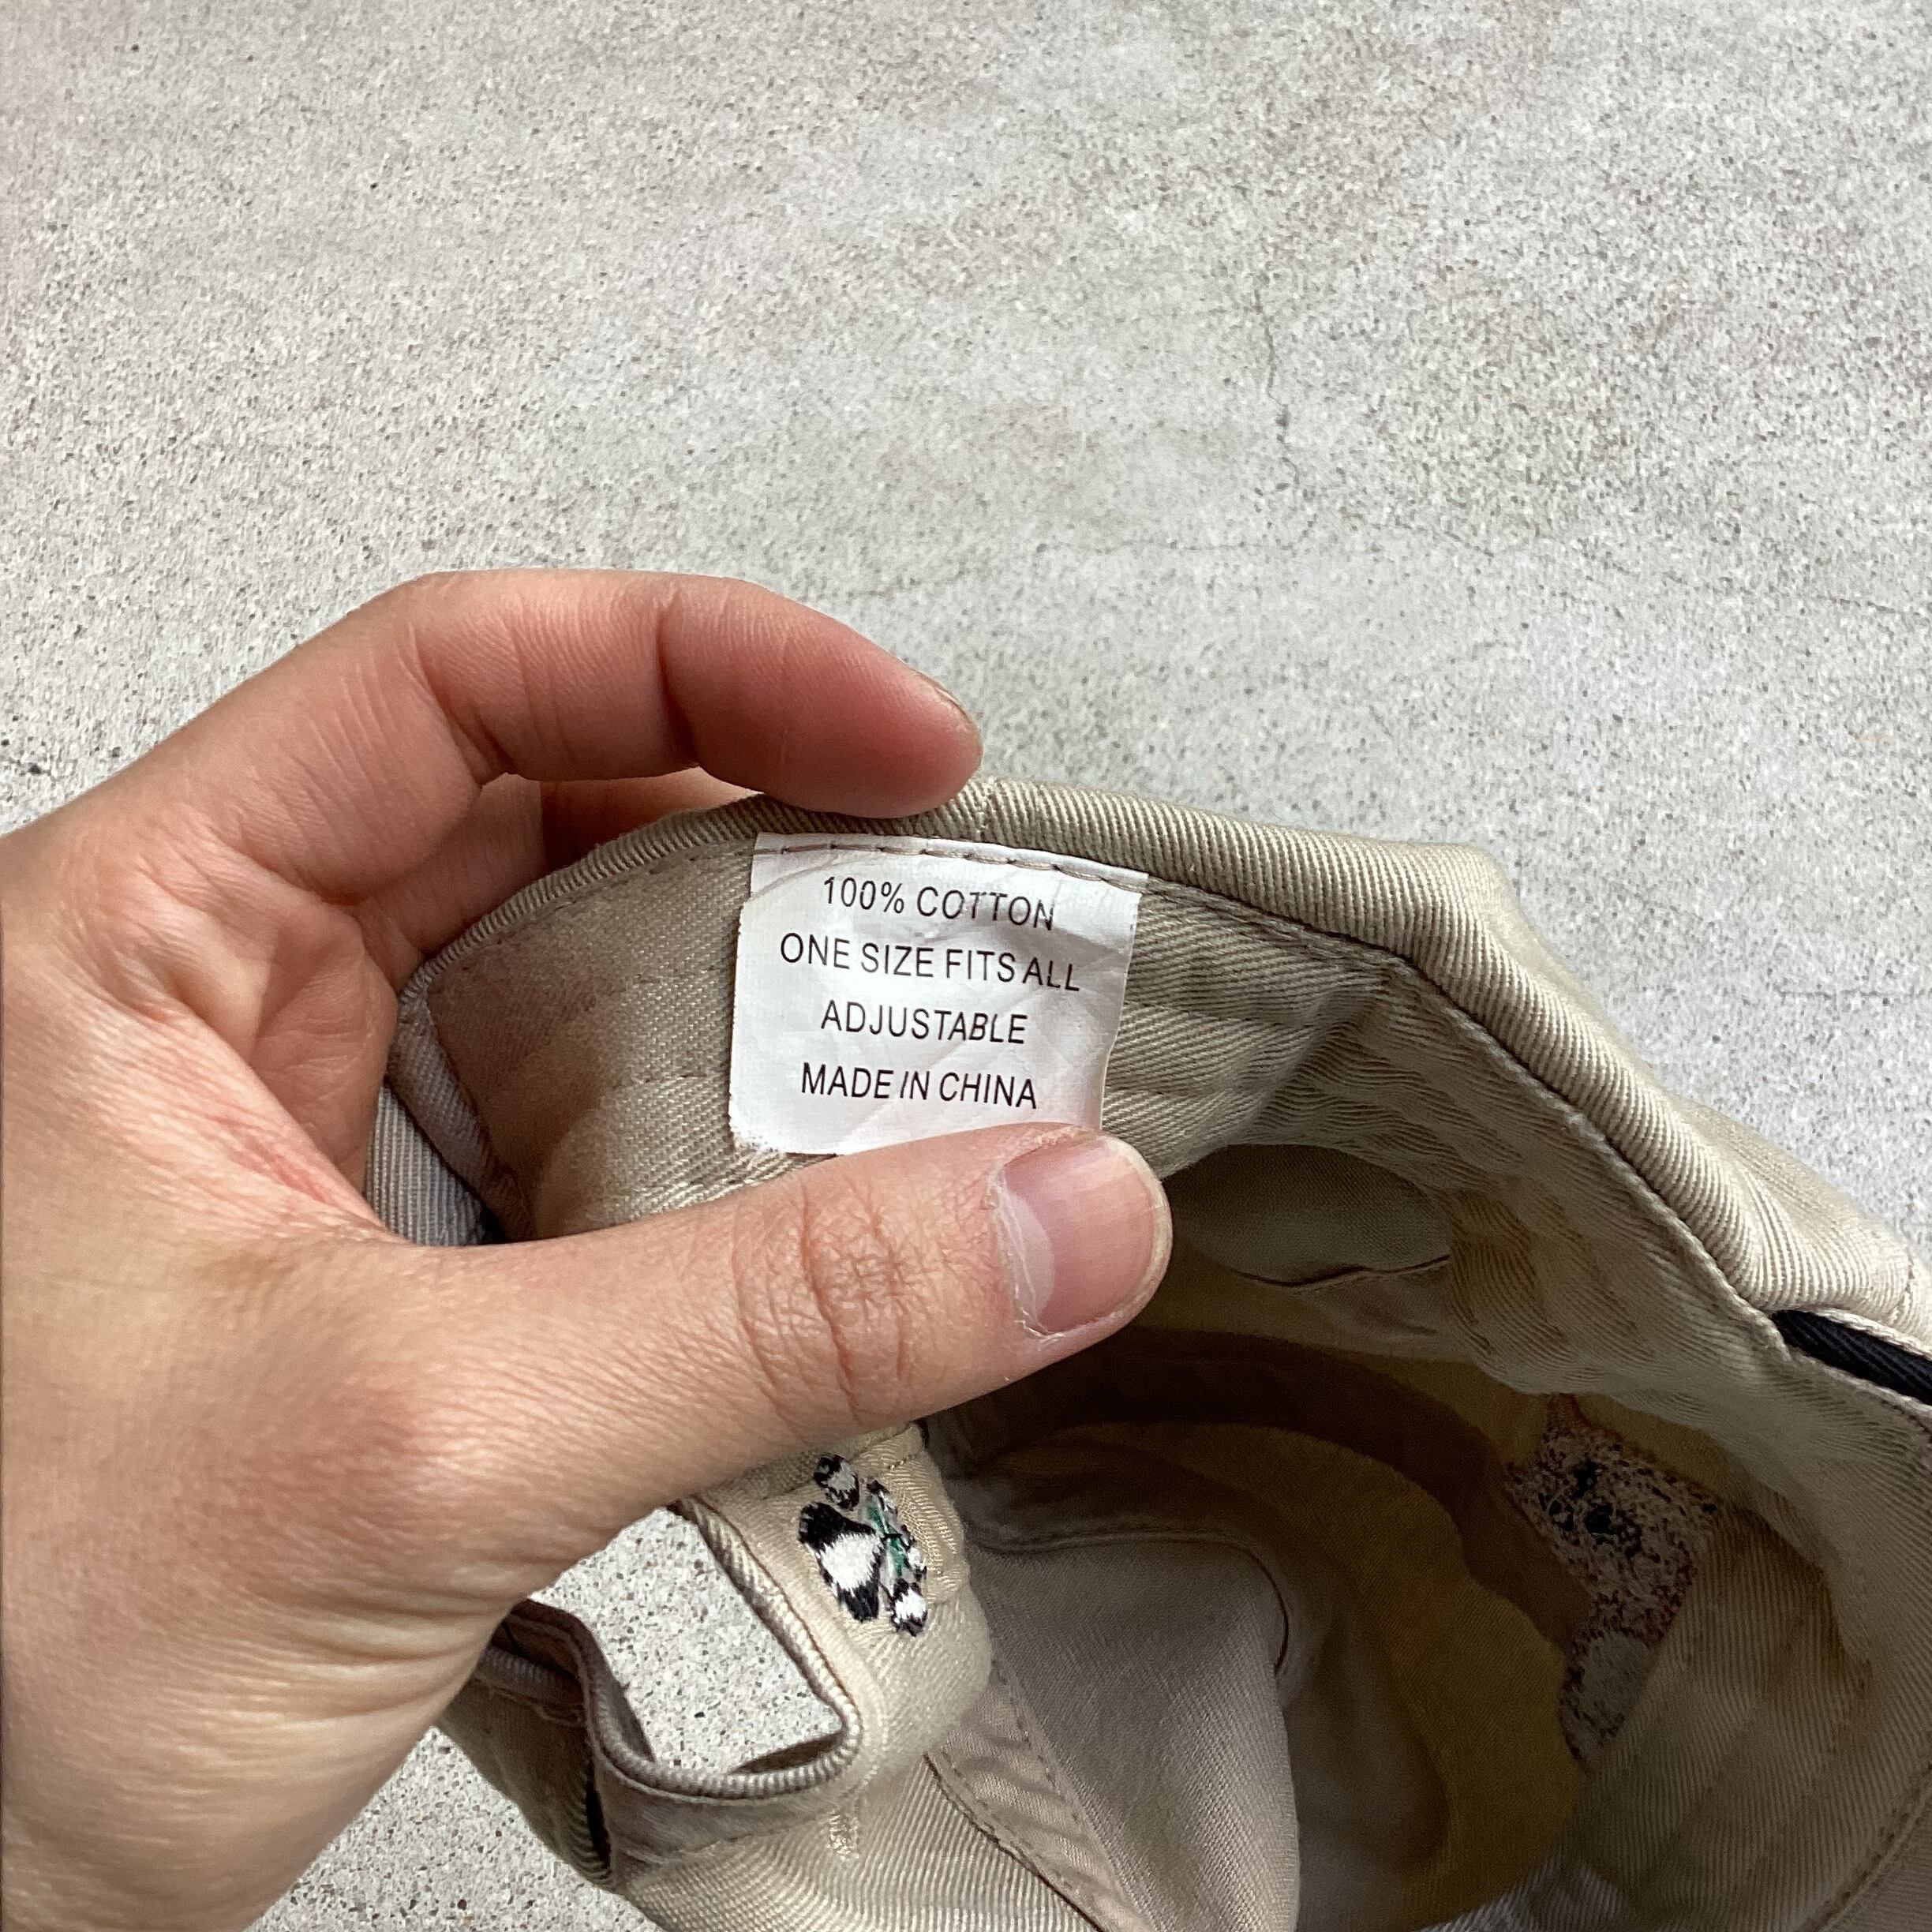 100% COTTON
ONE SIZE FITS ALL
ADJUSTABLE
MADE IN CHINA